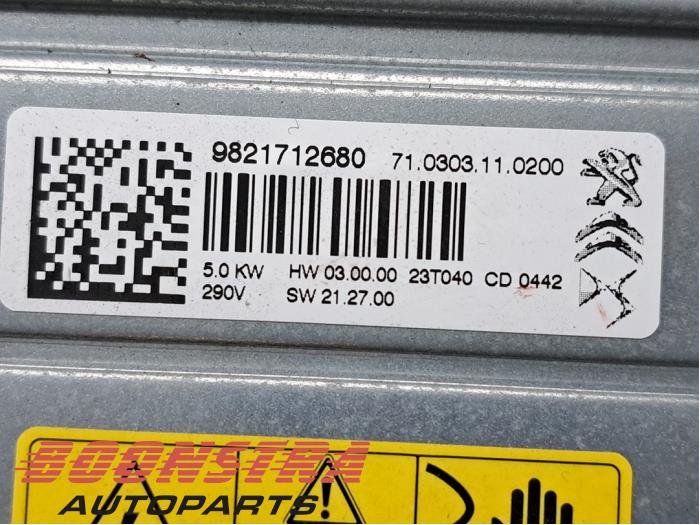 9821712680 71.0303.11.0200
5.0 KW HW 03.00.00 23T040 CD 0442
290V SW 21.27.00
BOONSTRA
AUTOPARTS